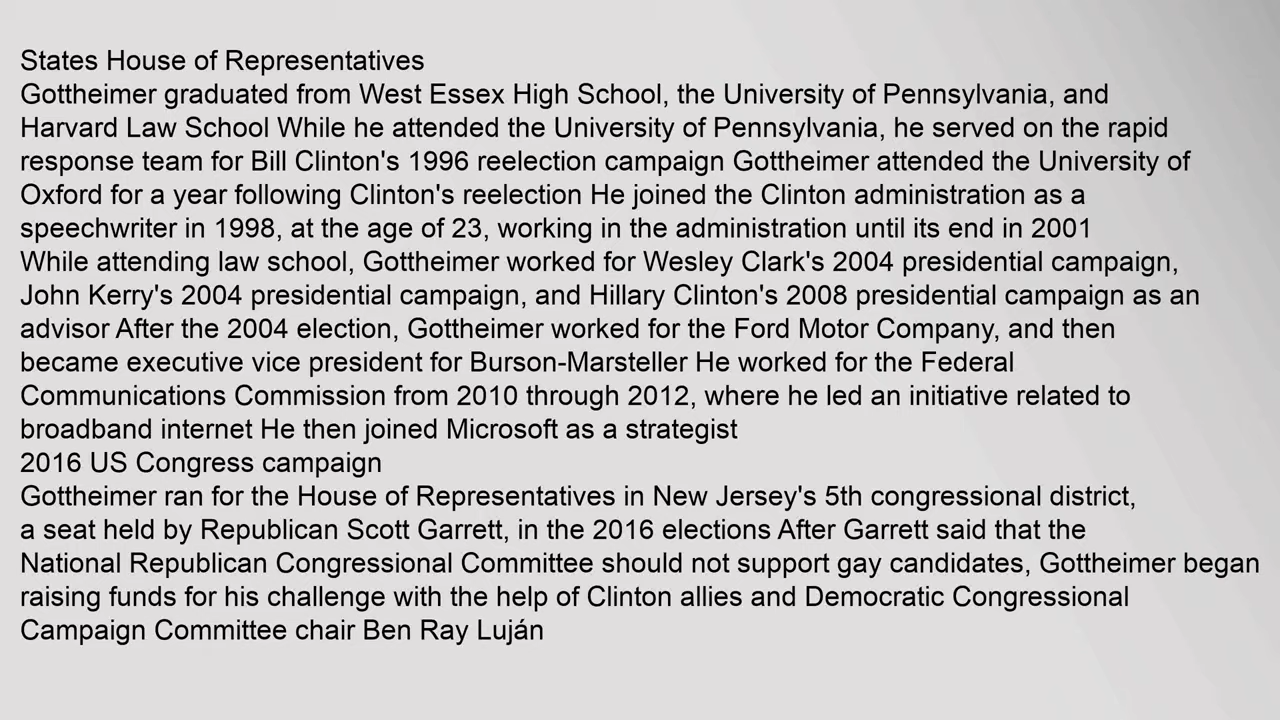 States House of Representatives
Gottheimer graduated from West Essex High School, the University of Pennsylvania, and
Harvard Law School While he attended the University of Pennsylvania, he served on the rapid
response team for Bill Clinton's 1996 reelection campaign Gottheimer attended the University of
Oxford for a year following Clinton's reelection He joined the Clinton administration as a
speechwriter in 1998, at the age of 23, working in the administration until its end in 2001
While attending law school, Gottheimer worked for Wesley Clark's 2004 presidential campaign,
John Kerry's 2004 presidential campaign, and Hillary Clinton's 2008 presidential campaign as an
advisor After the 2004 election, Gottheimer worked for the Ford Motor Company, and then
became executive vice president for Burson-Marsteller He worked for the Federal
Communications Commission from 2010 through 2012, where he led an initiative related to
broadband internet He then joined Microsoft as a strategist
2016 US Congress campaign
Gottheimer ran for the House of Representatives in New Jersey's 5th congressional district,
a seat held by Republican Scott Garrett, in the 2016 elections After Garrett said that the
National Republican Congressional Committee should not support gay candidates, Gottheimer began
raising funds for his challenge with the help of Clinton allies and Democratic Congressional
Campaign Committee chair Ben Ray Luján